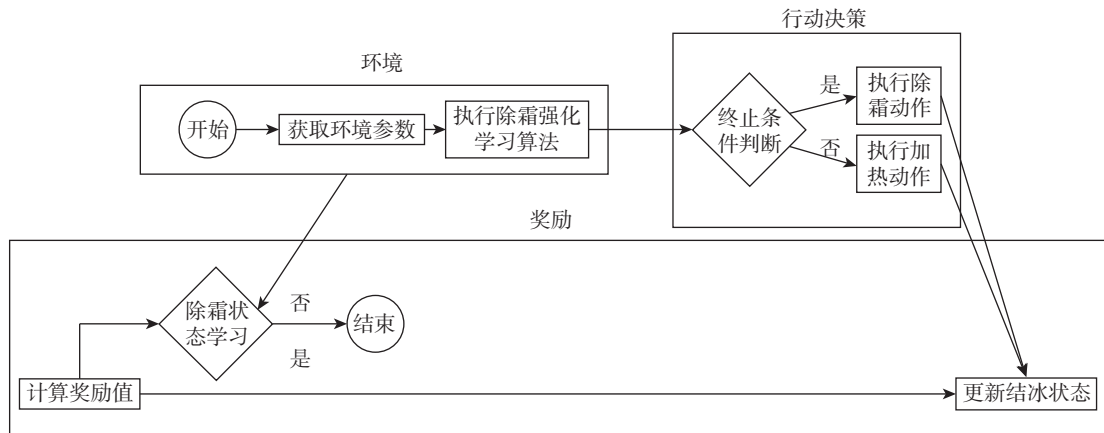 行动决策
环境
开始
获取环境参数
执行除霜强化
学习算法
终止条
件判断
是
否
执行除
霜动作
执行加
热动作
奖励
除霜状
态学习
否
是
结束
计算奖励值
更新结冰状态